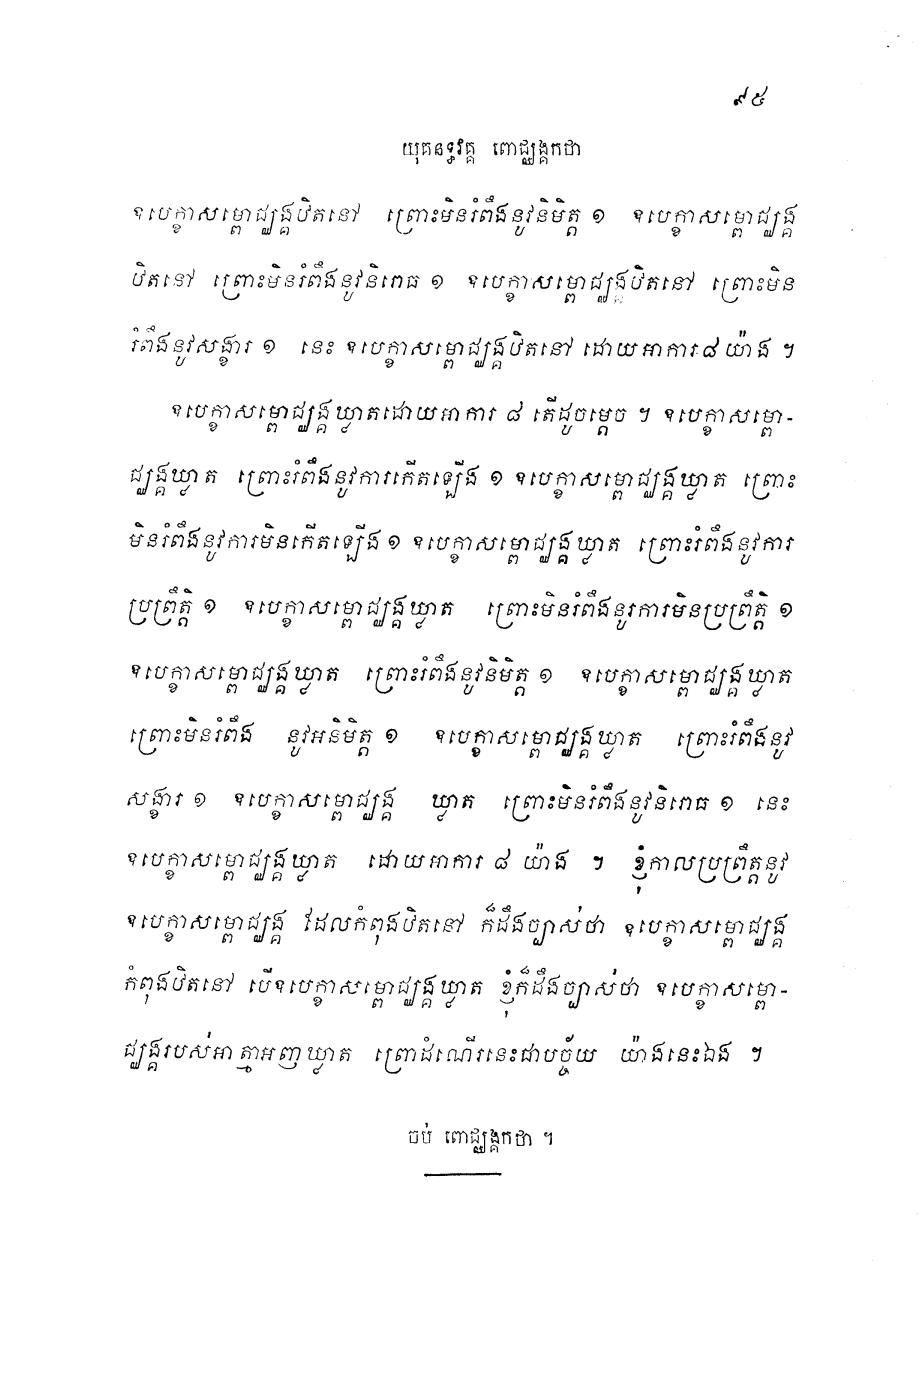 ៩៥
យុគនទ្ធវគ្គ ពោជ្ឈង្គកថា
ឧបេក្ខាសម្ពោជ្ឈង្គឋិតនៅ ព្រោះមិនរំពឹងនូវនិមិត្ត ១ ឧបេក្ខាសម្ពោជ្ឈង្គ
ឋិតនៅ ព្រោះមិនរំពឹងនូវនិរោធ ១ ឧបេក្ខាសម្ពោជ្ឈង្គឋិតនៅ ព្រោះមិន
រំពឹងនូវសង្ខារ ១ នេះ ឧបេក្ខាសម្ពោជ្ឈង្គឋិតនៅ ដោយអាការៈ៨ យ៉ាង ។
ឧបេក្ខាសម្ពោជ្ឈង្គឃ្លាតដោយអាការ ៨ តើដូចម្តេច ។ ឧបេក្ខាសម្ពោ-
ជ្ឈង្គឃ្លាត ព្រោះរំពឹងនូវការកើតឡើង ១ ឧបេក្ខាសម្ពោជ្ឈង្គឃ្លាត ព្រោះ
មិនរំពឹងនូវការមិនកើតឡើង ១ ឧបេក្ខាសម្ពោជ្ឈង្គឃ្លាត ព្រោះរំពឹងនូវការ
ប្រព្រឹត្តិ ១ ឧបេក្ខាសម្ពោជ្ឈង្គឃ្លាត ព្រោះមិនរំពឹងនូវការមិនប្រព្រឹត្តិ ១
ឧបេក្ខាសម្ពោជ្ឈង្គឃ្លាត ព្រោះរំពឹងនូវនិមិត្ត ១ ឧបេក្ខាសម្ពោជ្ឈង្គឃ្លាត
ព្រោះមិនរំពឹង នូវអនិមិត្ត ១ ឧបេក្ខាសម្ពោជ្ឈង្គឃ្លាត ព្រោះរំពឹងនូវ
សង្ខារ ១ ឧបេក្ខាសម្ពោជ្ឈង្គ ឃ្លាត ព្រោះមិនរំពឹងនូវនិរោធ ១ នេះ
ឧបេក្ខាសម្ពោជ្ឈង្គឃ្លាត ដោយអាការ ៨ យ៉ាង ។ ខ្ញុំកាលប្រព្រឹត្តនូវ
ឧបេក្ខាសម្ពោជ្ឈង្គ ដែលកំពុងឋិតនៅ ក៏ដឹងច្បាស់ថា ឧបេក្ខាសម្ពោជ្ឈង្គ
កំពុងឋិតនៅ បើឧបេក្ខាសម្ពោជ្ឈង្គឃ្លាត ខ្ញុំក៏ដឹងច្បាស់ថា ឧបេក្ខាសម្ពោ-
ជ្ឈង្គរបស់អាត្មាអញឃ្លាត ព្រោដំណើរនេះជាបច្ច័យ យ៉ាងនេះឯង ។
ចប់ ពោជ្ឈង្គកថា ។